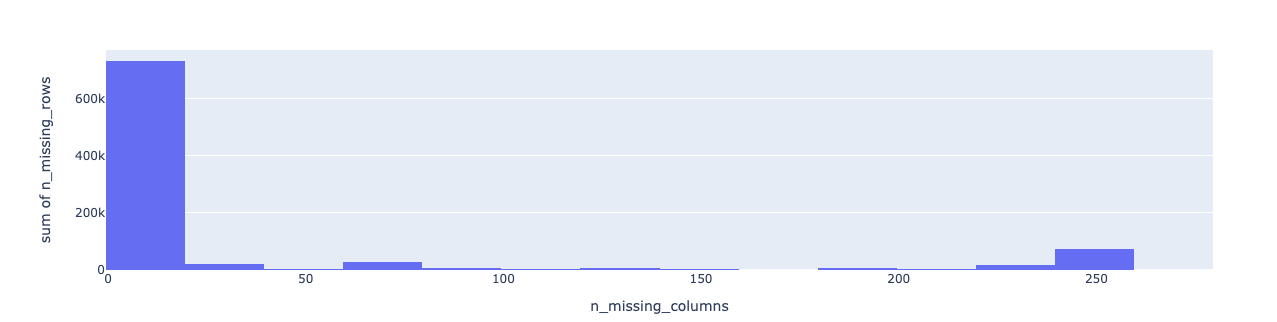 sum of n_missing_rows
600k
400k
200k
0
0 50 100 150 200 250
n_missing_columns